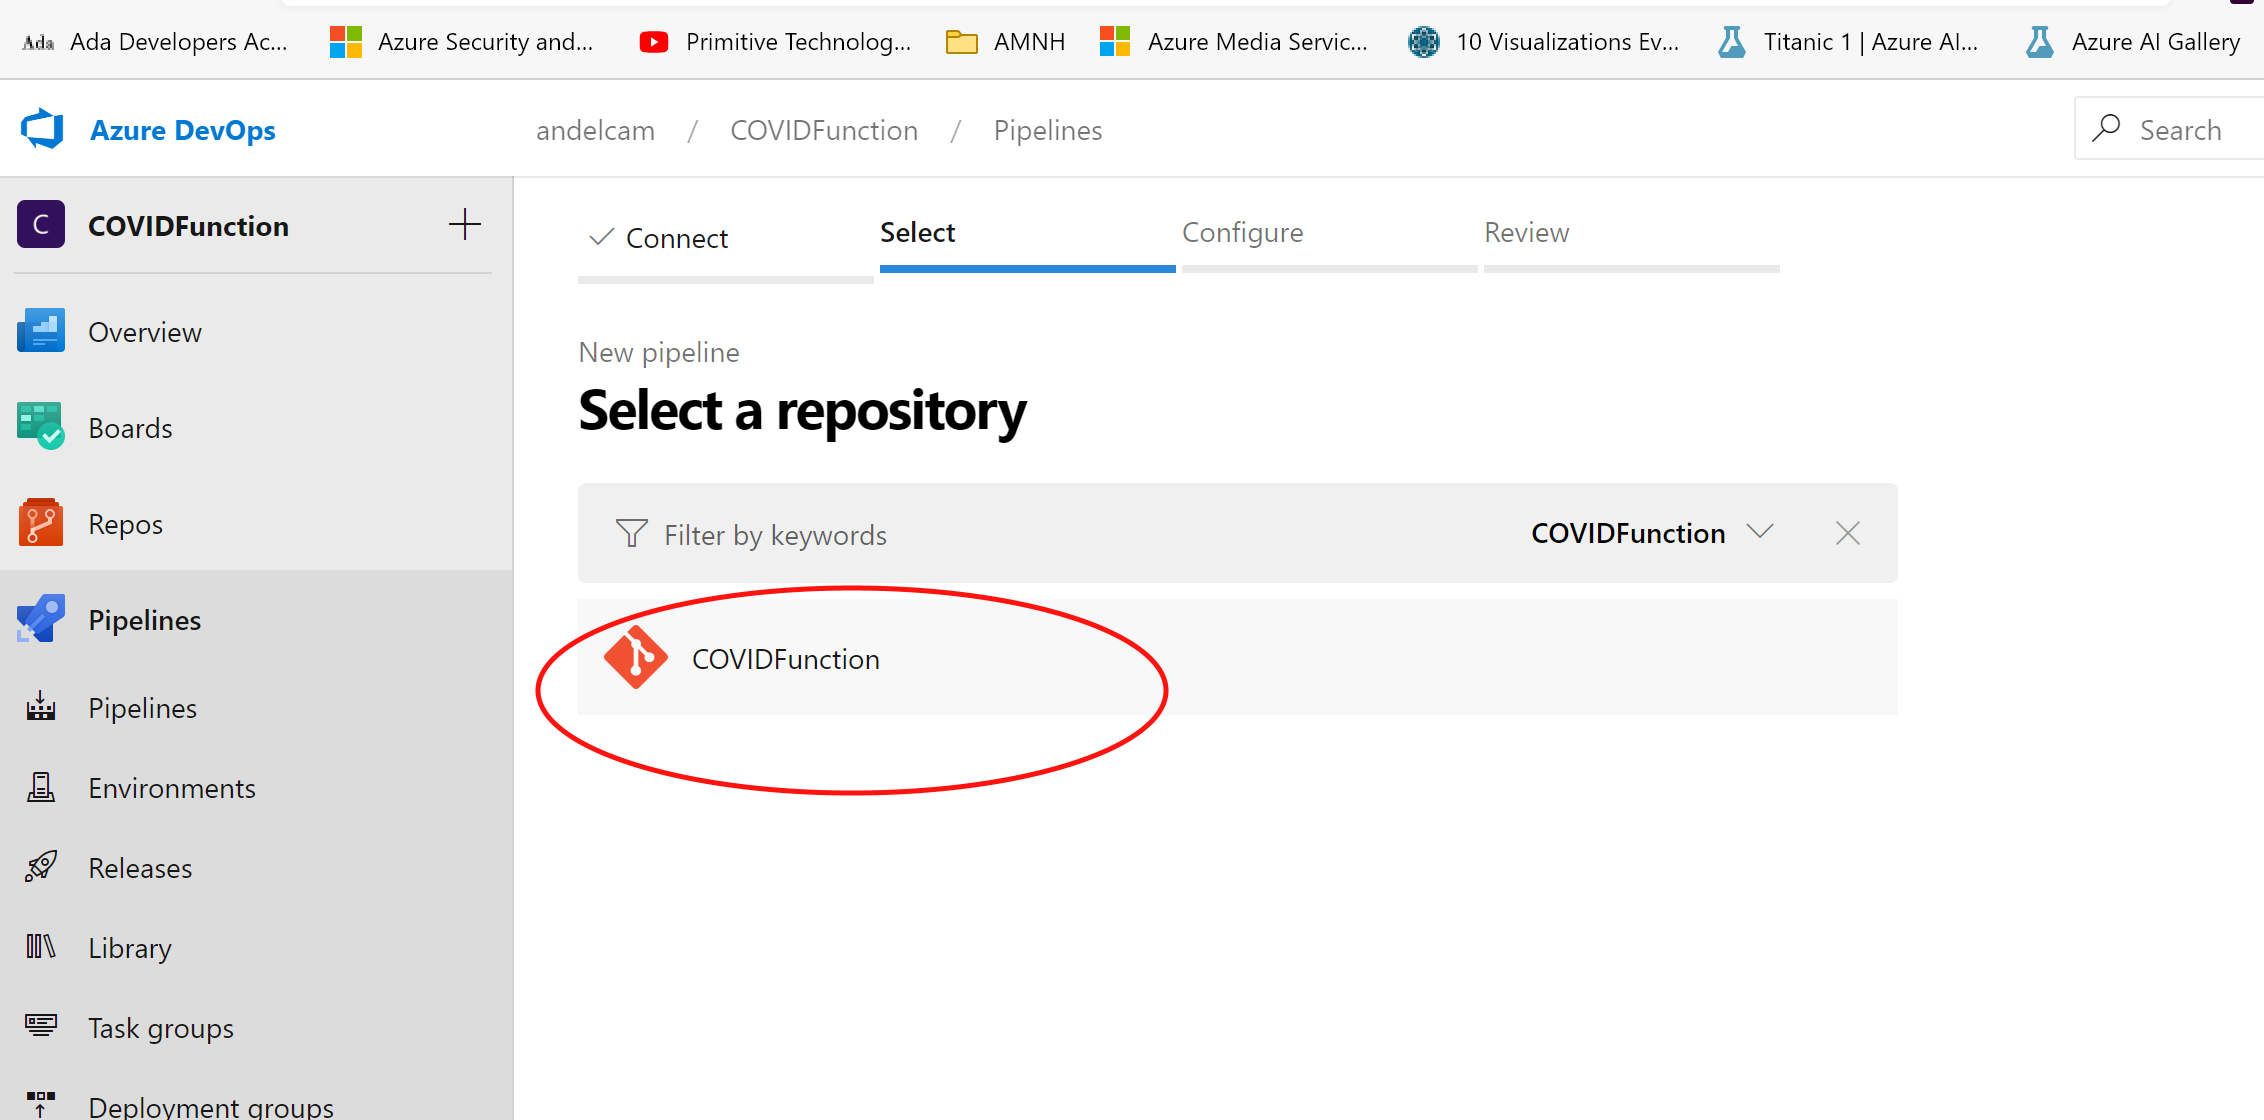 Ada Ada Developers Ac... Azure Security and... Primitive Technolog... AMNH Azure Media Servic... 10 Visualizations Ev... Titanic 1 | Azure AI... Azure AI Gallery
Azure DevOps andelcam / COVIDFunction / Pipelines Search
C COVIDFunction
Connect Select Configure Review
Overview
New pipeline
Select a repository
Boards
Repos
Filter by keywords COVIDFunction
Pipelines
COVIDFunction
Pipelines
Environments
Releases
Library
Task groups
Deployment groups